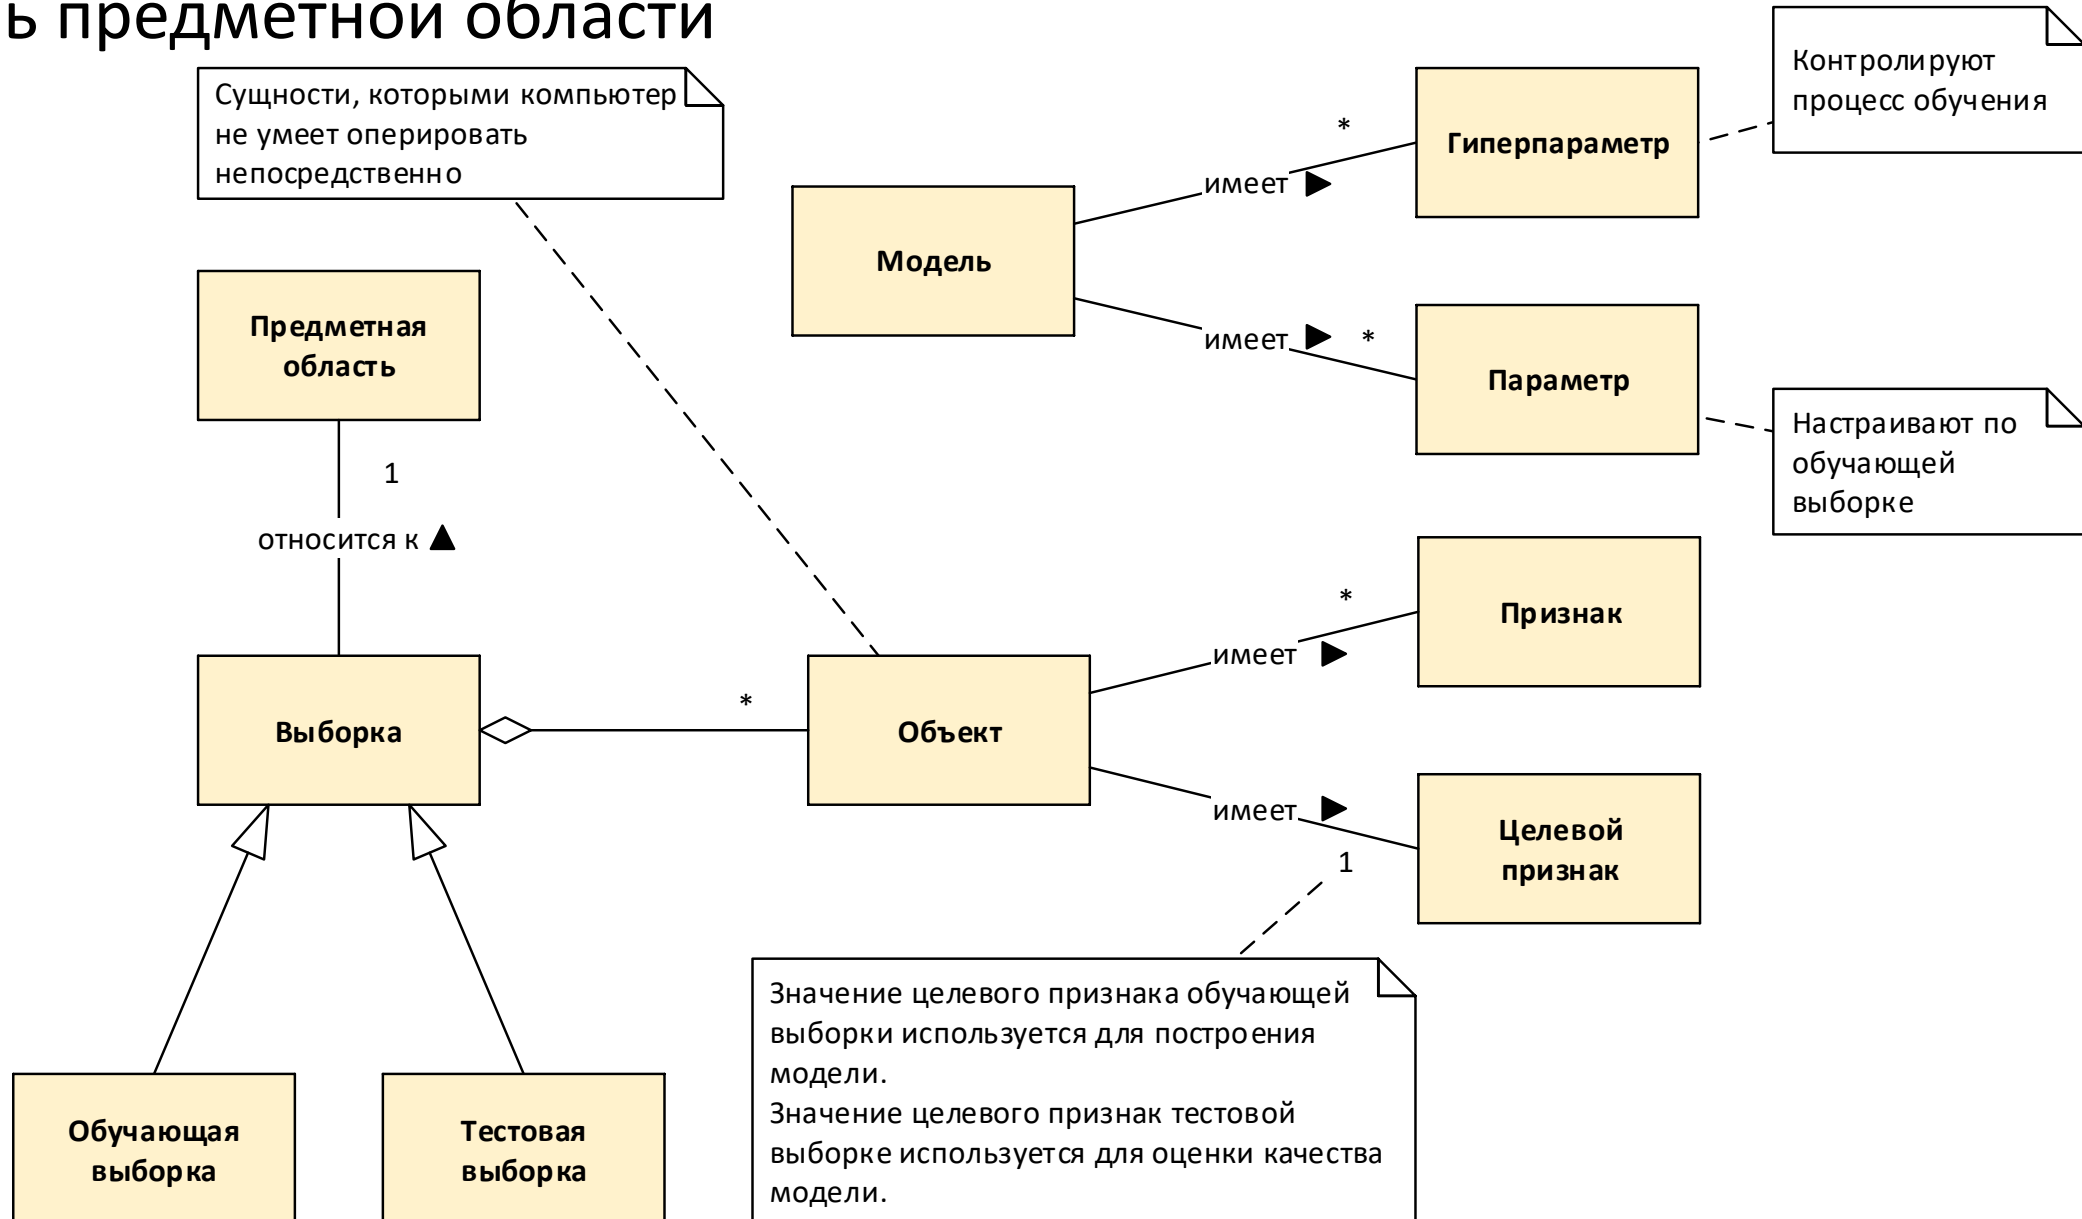 ь предметной области
Сущности, которыми компьютер
не умеет оперировать
непосредственно
Контролируют
процесс обучения
*
Гиперпараметр
имеет ▶
Модель
Предметная
область
имеет ▶ *
Параметр
Настраивают по
обучающей
выборке
1
относится к ▲
*
Признак
имеет ▶
*
Выборка
Объект
имеет ▶
Целевой
признак
1
Значение целевого признака обучающей
выборки используется для построения
модели.
Значение целевого признак тестовой
выборке используется для оценки качества
модели.
Обучающая
выборка
Тестовая
выборка